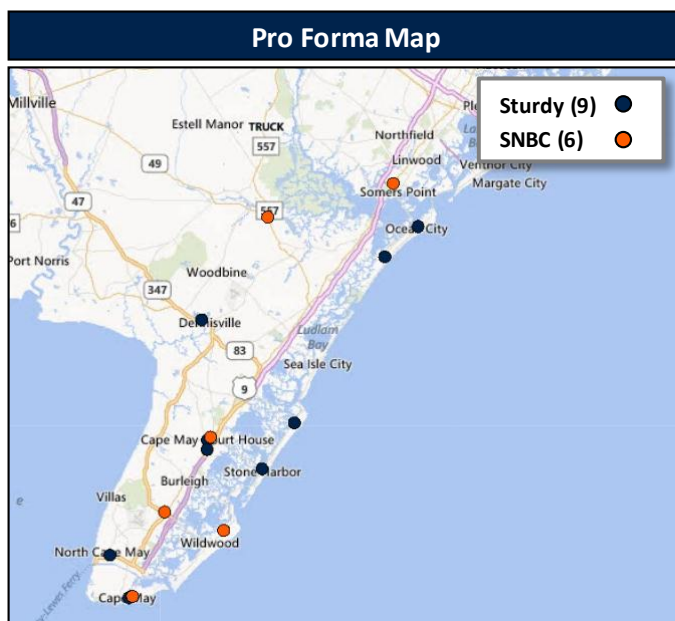 Pro Forma Map
Sturdy (9)
SNBC (6)
Millville
Estell Manor
TRUCK
557
Northfield
Linwood
Ventnor City
Margate City
49
Somers Point
47
557
Ocean City
Port Norris
Woodbine
347
Dennisville
Ludlam
Bay
83
Sea Isle City
9
Cape May Court House
Stone Harbor
Burleigh
Villas
Wildwood
North Cape May
Cape May